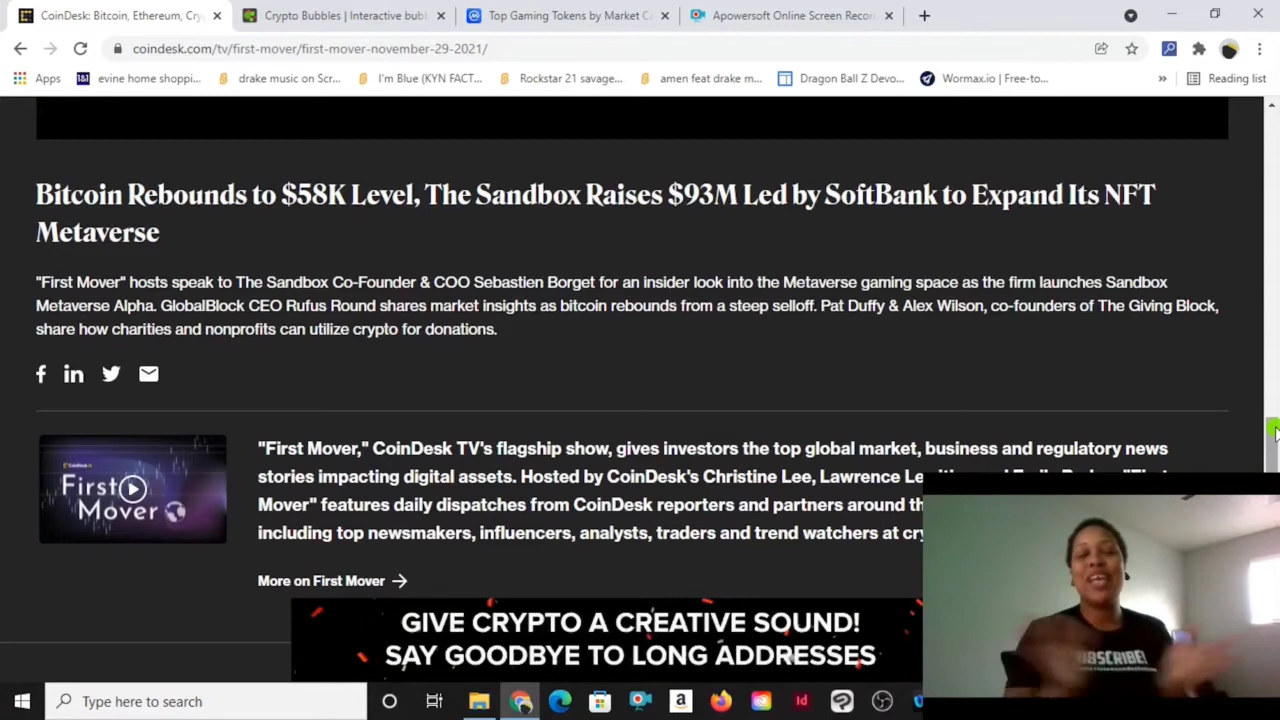 CoinDesk: Bitcoin, Ethereum, Cry
Crypto Bubbles | Interactive bubb
Top Gaming Tokens by Market C
Apowersoft Online Screen Recor
coindesk.com/tv/first-mover/first-mover-november-29-2021/
Apps
evine home shoppi...
drake music on Scr...
I'm Blue (KYN FACT...
Rockstar 21 savage...
amen feat drake m...
Dragon Ball Z Devo...
Wormax.io | Free-to...
»
Reading list
Bitcoin Rebounds to $58K Level, The Sandbox Raises $93M Led by SoftBank to Expand Its NFT
Metaverse
"First Mover" hosts speak to The Sandbox Co-Founder & COO Sebastien Borget for an insider look into the Metaverse gaming space as the firm launches Sandbox
Metaverse Alpha. GlobalBlock CEO Rufus Round shares market insights as bitcoin rebounds from a steep selloff. Pat Duffy & Alex Wilson, co-founders of The Giving Block,
share how charities and nonprofits can utilize crypto for donations.
First
Mover
"First Mover," CoinDesk TV's flagship show, gives investors the top global market, business and regulatory news
stories impacting digital assets. Hosted by CoinDesk's Christine Lee, Lawrence Le
Mover" features daily dispatches from CoinDesk reporters and partners around th
including top newsmakers, influencers, analysts, traders and trend watchers at cry
More on First Mover
GIVE CRYPTO A CREATIVE SOUND!
SAY GOODBYE TO LONG ADDRESSES
SUBSCRIBE!
Type here to search